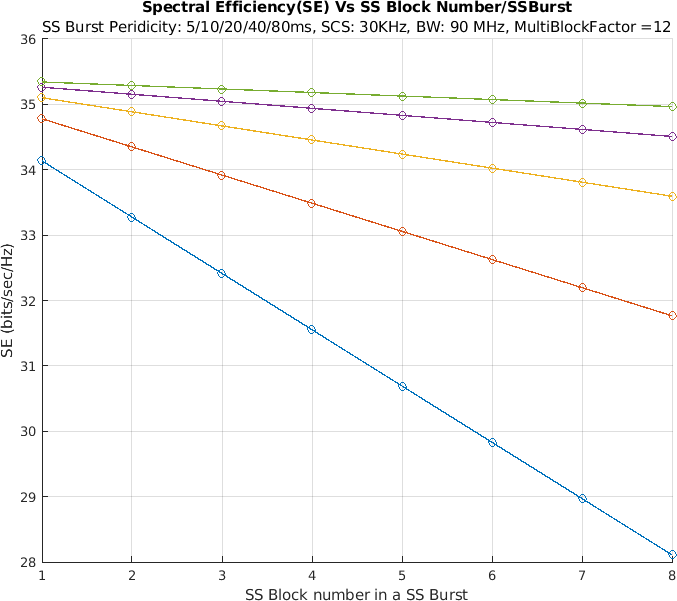 Spectral Efficiency(SE) Vs SS Block Number/SSBurst
SS Burst Peridicity: 5/10/20/40/80ms, SCS: 30KHz, BW: 90 MHz, MultiBlockFactor =12
36
35
34
33
32
31
30
29
28
SE (bits/sec/Hz)
1 2 3 4 5 6 7 8
SS Block number in a SS Burst